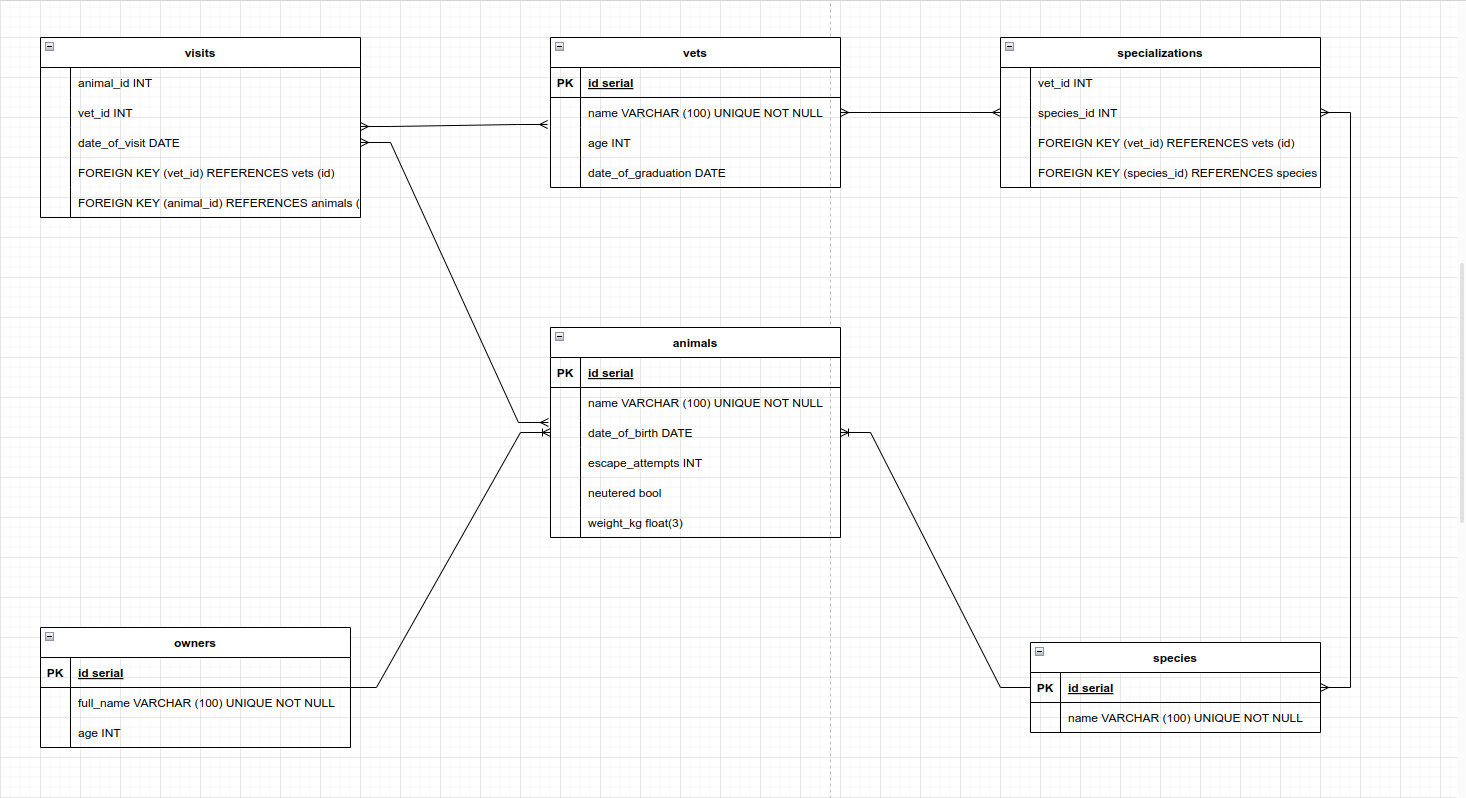 visits
animal_id INT
vet_id INT
date_of_visit DATE
FOREIGN KEY (vet_id) REFERENCES vets (id)
FOREIGN KEY (animal_id) REFERENCES animals (
vets
PK id serial
name VARCHAR (100) UNIQUE NOT NULL
age INT
date_of_graduation DATE
specializations
vet_id INT
species_id INT
FOREIGN KEY (vet_id) REFERENCES vets (id)
FOREIGN KEY (species_id) REFERENCES species
animals
PK id serial
name VARCHAR (100) UNIQUE NOT NULL
date_of_birth DATE
escape_attempts INT
neutered bool
weight_kg float(3)
owners
PK id serial
full_name VARCHAR (100) UNIQUE NOT NULL
age INT
species
PK id serial
name VARCHAR (100) UNIQUE NOT NULL